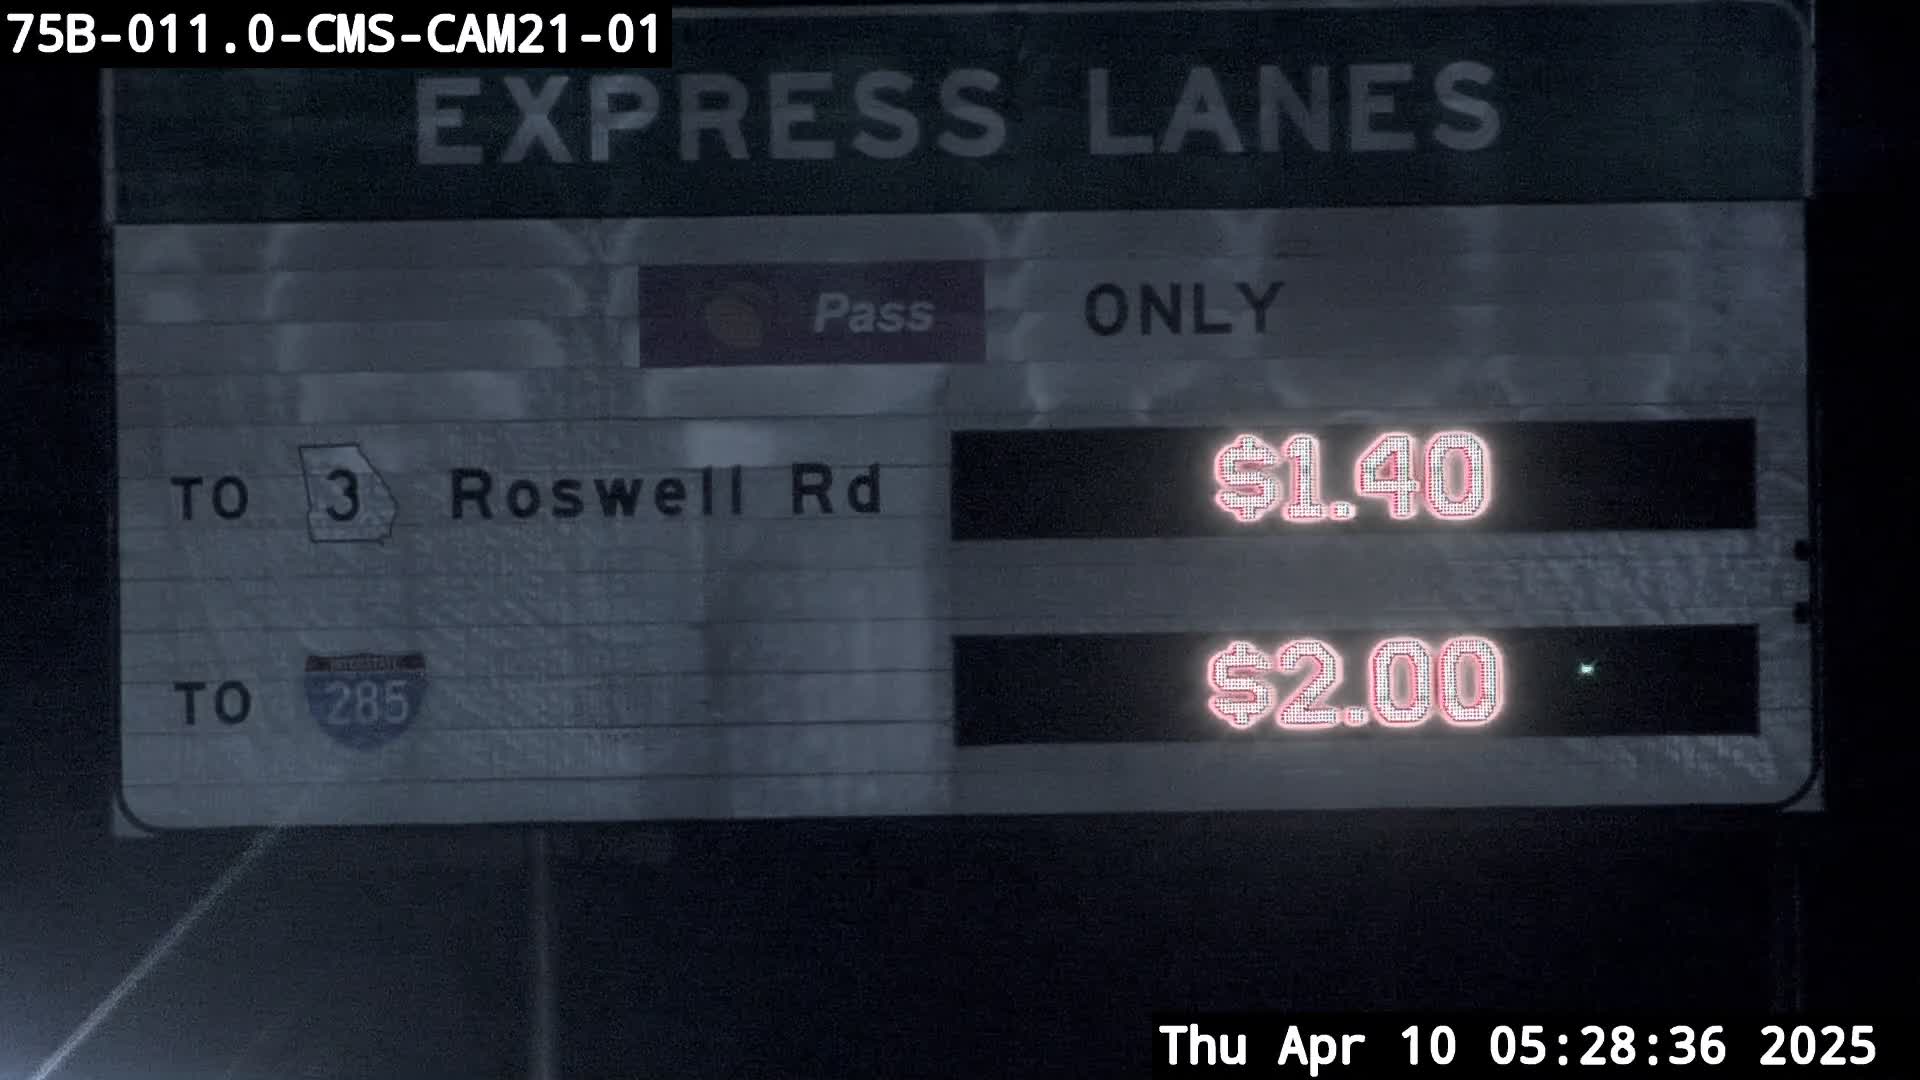 75B-011.0-CMS-CAM21-01
EXPRESS LANES
Pass ONLY
TO 3 Roswell Rd $1.40
TO INTERSTATE 285 $2.00
Thu Apr 10 05:28:36 2025